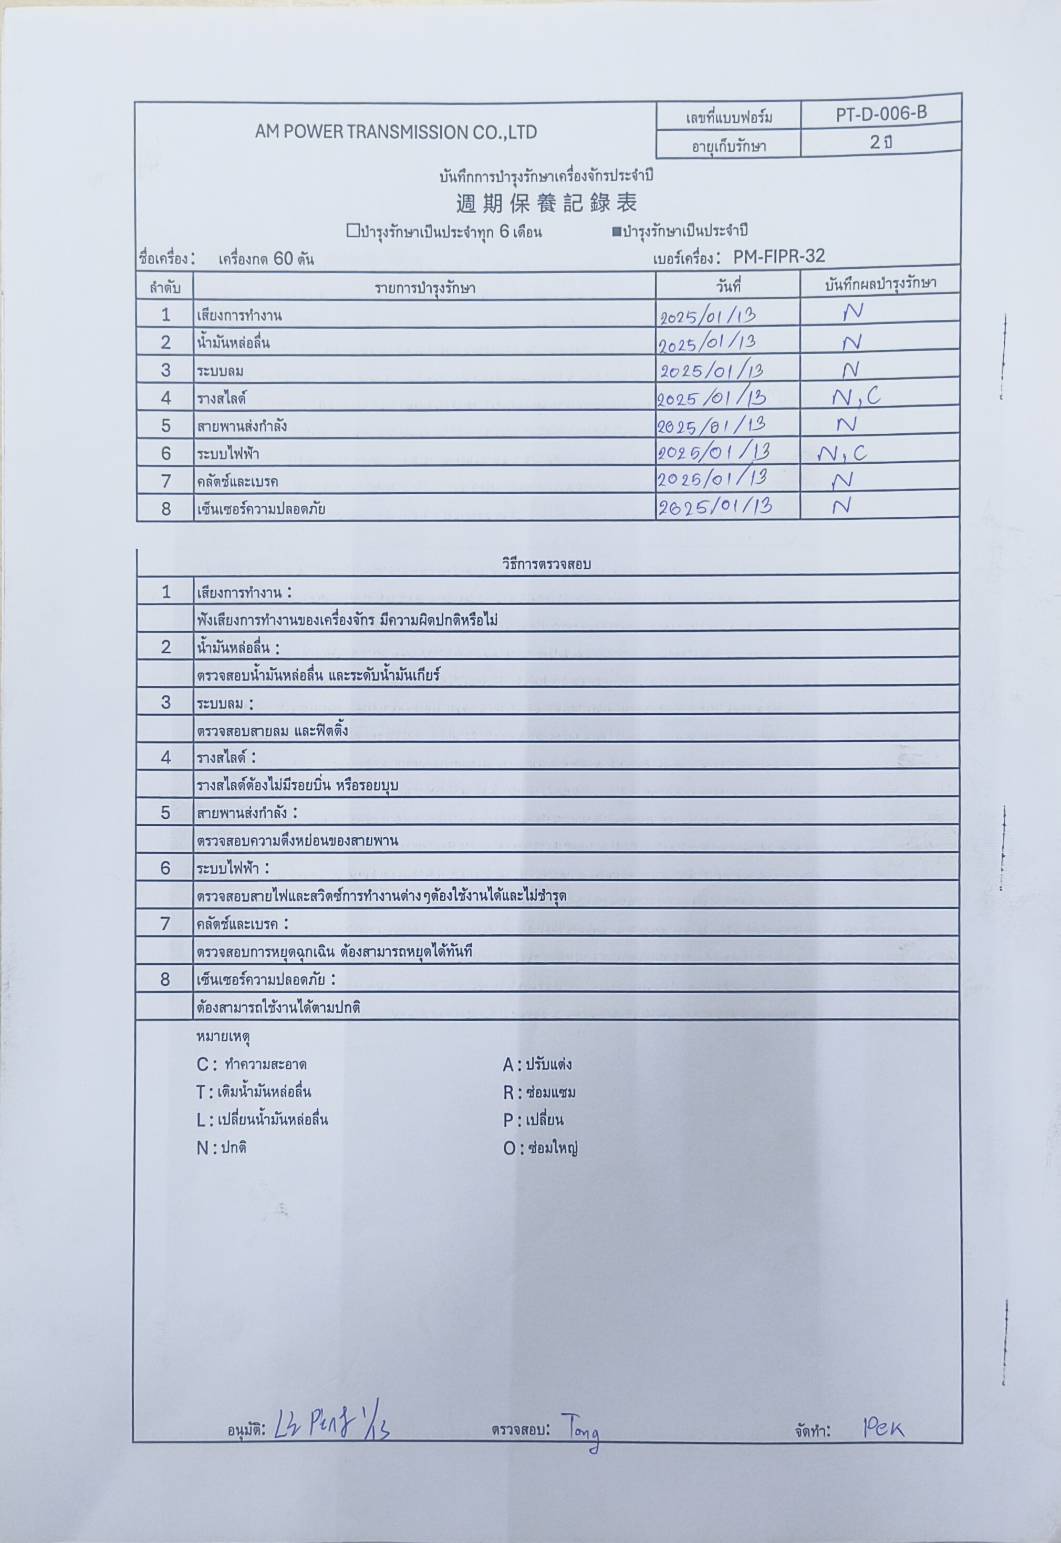 AM POWER TRANSMISSION CO.,LTD
เลขที่แบบฟอร์ม PT-D-006-B
อายุเก็บรักษา 2 ปี
บันทึกการบำรุงรักษาเครื่องจักรประจำปี
週期保養記錄表
□บำรุงรักษาเป็นประจำทุก 6 เดือน ■บำรุงรักษาเป็นประจำปี
ชื่อเครื่อง: เครื่องกด 60 ตัน เบอร์เครื่อง: PM-FIPR-32
ลำดับ รายการบำรุงรักษา วันที่ บันทึกผลบำรุงรักษา
1 เสียงการทำงาน 2025/01/13 N
2 น้ำมันหล่อลื่น 2025/01/13 N
3 ระบบลม 2025/01/13 N
4 รางสไลด์ 2025/01/13 N,C
5 สายพานส่งกำลัง 2025/01/13 N
6 ระบบไฟฟ้า 2025/01/13 N,C
7 คลัตช์และเบรค 2025/01/13 N
8 เซ็นเซอร์ความปลอดภัย 2025/01/13 N
วิธีการตรวจสอบ
1 เสียงการทำงาน :
ฟังเสียงการทำงานของเครื่องจักร มีความผิดปกติหรือไม่
2 น้ำมันหล่อลื่น :
ตรวจสอบน้ำมันหล่อลื่น และระดับน้ำมันเกียร์
3 ระบบลม :
ตรวจสอบสายลม และฟิตติ้ง
4 รางสไลด์ :
รางสไลด์ต้องไม่มีรอยบิ่น หรือรอยบุบ
5 สายพานส่งกำลัง :
ตรวจสอบความตึงหย่อนของสายพาน
6 ระบบไฟฟ้า :
ตรวจสอบสายไฟและสวิตซ์การทำงานต่างๆต้องใช้งานได้และไม่ชำรุด
7 คลัตช์และเบรค :
ตรวจสอบการหยุดฉุกเฉิน ต้องสามารถหยุดได้ทันที
8 เซ็นเซอร์ความปลอดภัย :
ต้องสามารถใช้งานได้ตามปกติ
หมายเหตุ
C : ทำความสะอาด A : ปรับแต่ง
T : เติมน้ำมันหล่อลื่น R : ซ่อมแซม
L : เปลี่ยนน้ำมันหล่อลื่น P : เปลี่ยน
N : ปกติ O : ซ่อมใหญ่
อนุมัติ: 1/13 ตรวจสอบ: Tong จัดทำ: Pek